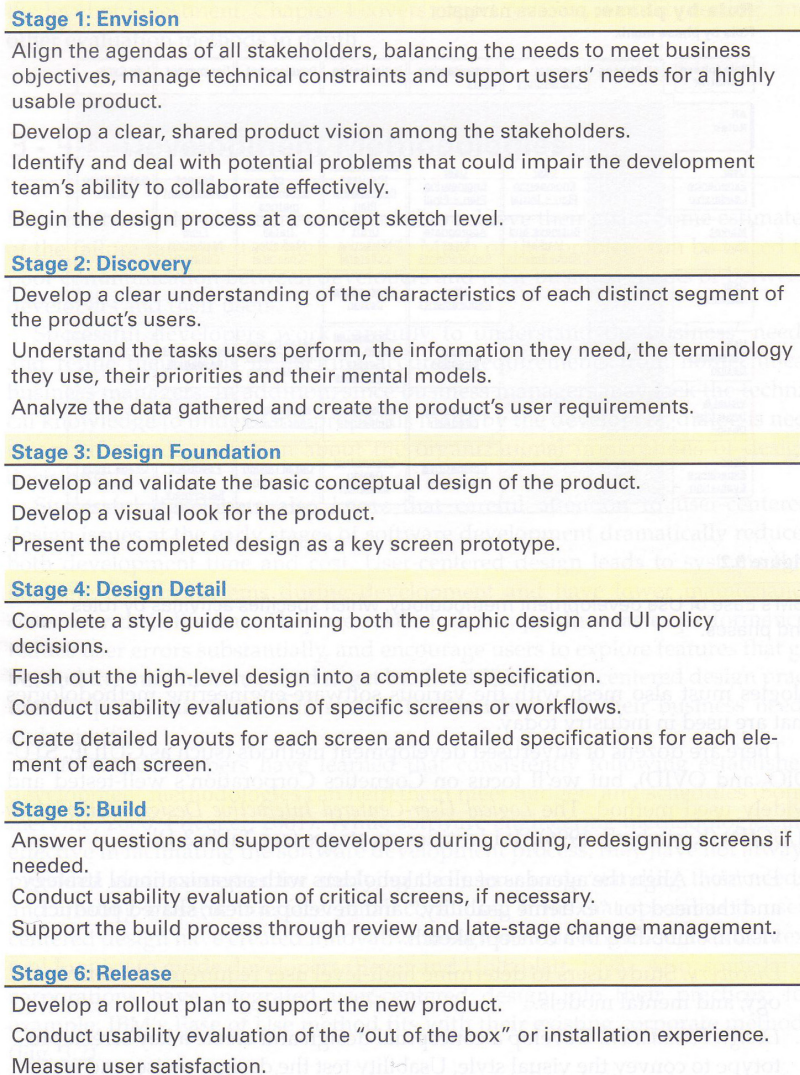 Stage 1: Envision
Align the agendas of all stakeholders, balancing the needs to meet business
objectives, manage technical constraints and support users' needs for a highly
usable product.
Develop a clear, shared product vision among the stakeholders.
Identify and deal with potential problems that could impair the development
team's ability to collaborate effectively.
Begin the design process at a concept sketch level.
Stage 2: Discovery
Develop a clear understanding of the characteristics of each distinct segment of
the product's users.
Understand the tasks users perform, the information they need, the terminology
they use, their priorities and their mental models.
Analyze the data gathered and create the product's user requirements.
Stage 3: Design Foundation
Develop and validate the basic conceptual design of the product.
Develop a visual look for the product.
Present the completed design as a key screen prototype.
Stage 4: Design Detail
Complete a style guide containing both the graphic design and UI policy
decisions.
Flesh out the high-level design into a complete specification.
Conduct usability evaluations of specific screens or workflows.
Create detailed layouts for each screen and detailed specifications for each ele-
ment of each screen.
Stage 5: Build
Answer questions and support developers during coding, redesigning screens if
needed.
Conduct usability evaluation of critical screens, if necessary.
Support the build process through review and late-stage change management.
Stage 6: Release
Develop a rollout plan to support the new product.
Conduct usability evaluation of the "out of the box" or installation experience.
Measure user satisfaction.